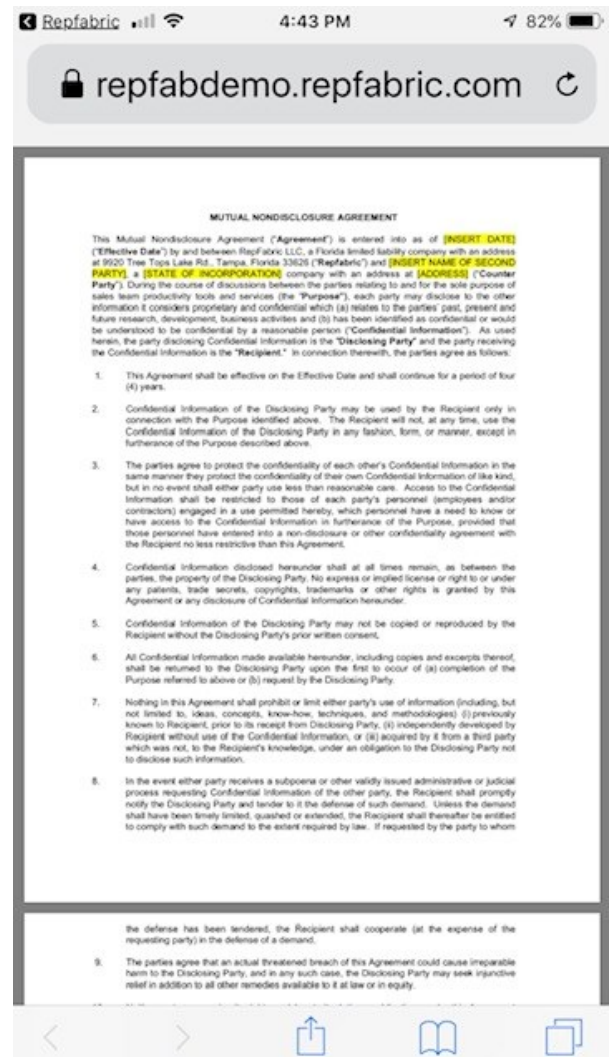 Repfabric 4:43 PM 82%
repfabdemo.repfabric.com
MUTUAL NONDISCLOSURE AGREEMENT
This Mutual Nondisclosure Agreement ("Agreement") is entered into as of [INSERT DATE]
("Effective Date") by and between RepFabric LLC, a Florida limited liability company with an address
at 9920 Tree Tops Lake Rd., Tampa, Florida 33626 ("Repfabric") and [INSERT NAME OF SECOND
PARTY], a [STATE OF INCORPORATION] company with an address at [ADDRESS] ("Counter
Party"). During the course of discussions between the parties relating to and for the sole purpose of
sales team productivity tools and services (the "Purpose"), each party may disclose to the other
information it considers proprietary and confidential which (a) relates to the parties' past, present and
future research, development, business activities and (b) has been identified as confidential or would
be understood to be confidential by a reasonable person ("Confidential Information"). As used
herein, the party disclosing Confidential Information is the "Disclosing Party" and the party receiving
the Confidential Information is the "Recipient." In connection therewith, the parties agree as follows:
1. This Agreement shall be effective on the Effective Date and shall continue for a period of four
(4) years.
2. Confidential Information of the Disclosing Party may be used by the Recipient only in
connection with the Purpose identified above. The Recipient will not, at any time, use the
Confidential Information of the Disclosing Party in any fashion, form, or manner, except in
furtherance of the Purpose described above.
3. The parties agree to protect the confidentiality of each other's Confidential Information in the
same manner they protect the confidentiality of their own Confidential Information of like kind,
but in no event shall either party use less than reasonable care. Access to the Confidential
Information shall be restricted to those of each party's personnel (employees and/or
contractors) engaged in a use permitted hereby, which personnel have a need to know or
have access to the Confidential Information in furtherance of the Purpose, provided that
those personnel have entered into a non-disclosure or other confidentiality agreement with
the Recipient no less restrictive than this Agreement.
4. Confidential Information disclosed hereunder shall at all times remain, as between the
parties, the property of the Disclosing Party. No express or implied license or right to or under
any patents, trade secrets, copyrights, trademarks or other rights is granted by this
Agreement or any disclosure of Confidential Information hereunder.
5. Confidential Information of the Disclosing Party may not be copied or reproduced by the
Recipient without the Disclosing Party's prior written consent.
6. All Confidential Information made available hereunder, including copies and excerpts thereof,
shall be returned to the Disclosing Party upon the first to occur of (a) completion of the
Purpose referred to above or (b) request by the Disclosing Party.
7. Nothing in this Agreement shall prohibit or limit either party's use of information (including, but
not limited to, ideas, concepts, know-how, techniques, and methodologies) (i) previously
known to Recipient, prior to its receipt from Disclosing Party, (ii) independently developed by
Recipient without use of the Confidential Information, or (iii) acquired by it from a third party
which was not, to the Recipient's knowledge, under an obligation to the Disclosing Party not
to disclose such information.
8. In the event either party receives a subpoena or other validly issued administrative or judicial
process requesting Confidential Information of the other party, the Recipient shall promptly
notify the Disclosing Party and tender to it the defense of such demand. Unless the demand
shall have been timely limited, quashed or extended, the Recipient shall thereafter be entitled
to comply with such demand to the extent required by law. If requested by the party to whom
the defense has been tendered, the Recipient shall cooperate (at the expense of the
requesting party) in the defense of a demand.
9. The parties agree that an actual threatened breach of this Agreement could cause irreparable
harm to the Disclosing Party, and in any such case, the Disclosing Party may seek injunctive
relief in addition to all other remedies available to it at law or in equity.